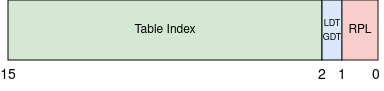 Table Index
LDT
GDT
RPL
15
2
1
0